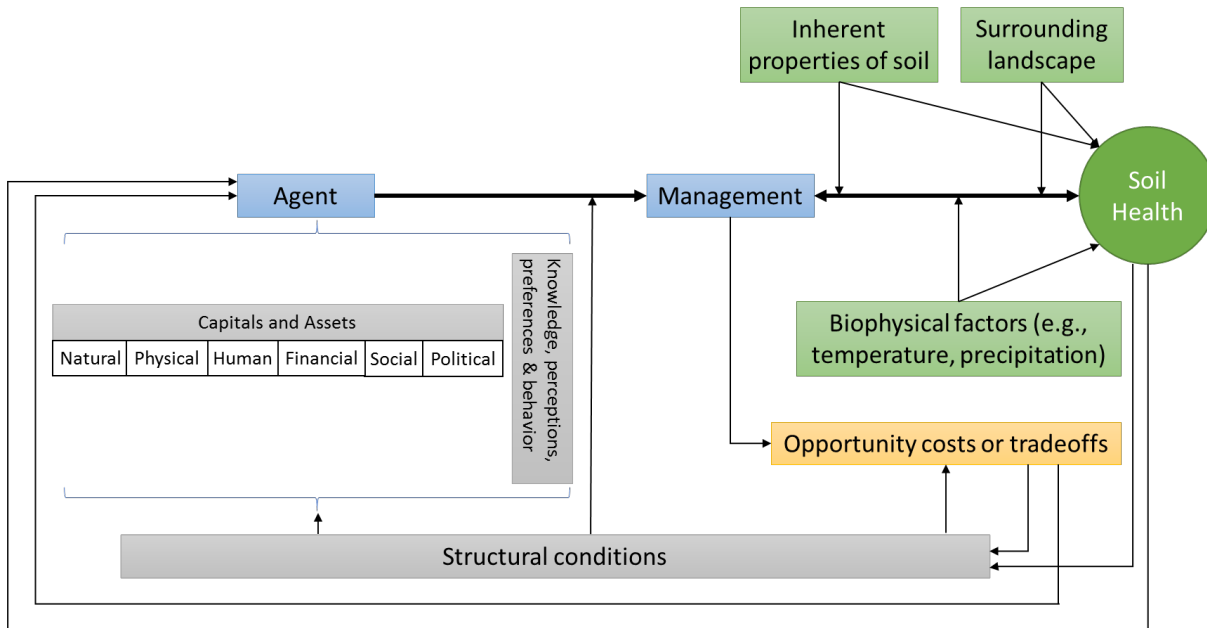 Inherent
properties of soil
Surrounding
landscape
Agent
Management
Soil
Health
Knowledge, perceptions,
preferences & behavior
Capitals and Assets
Natural Physical Human Financial Social Political
Biophysical factors (e.g.,
temperature, precipitation)
Opportunity costs or tradeoffs
Structural conditions